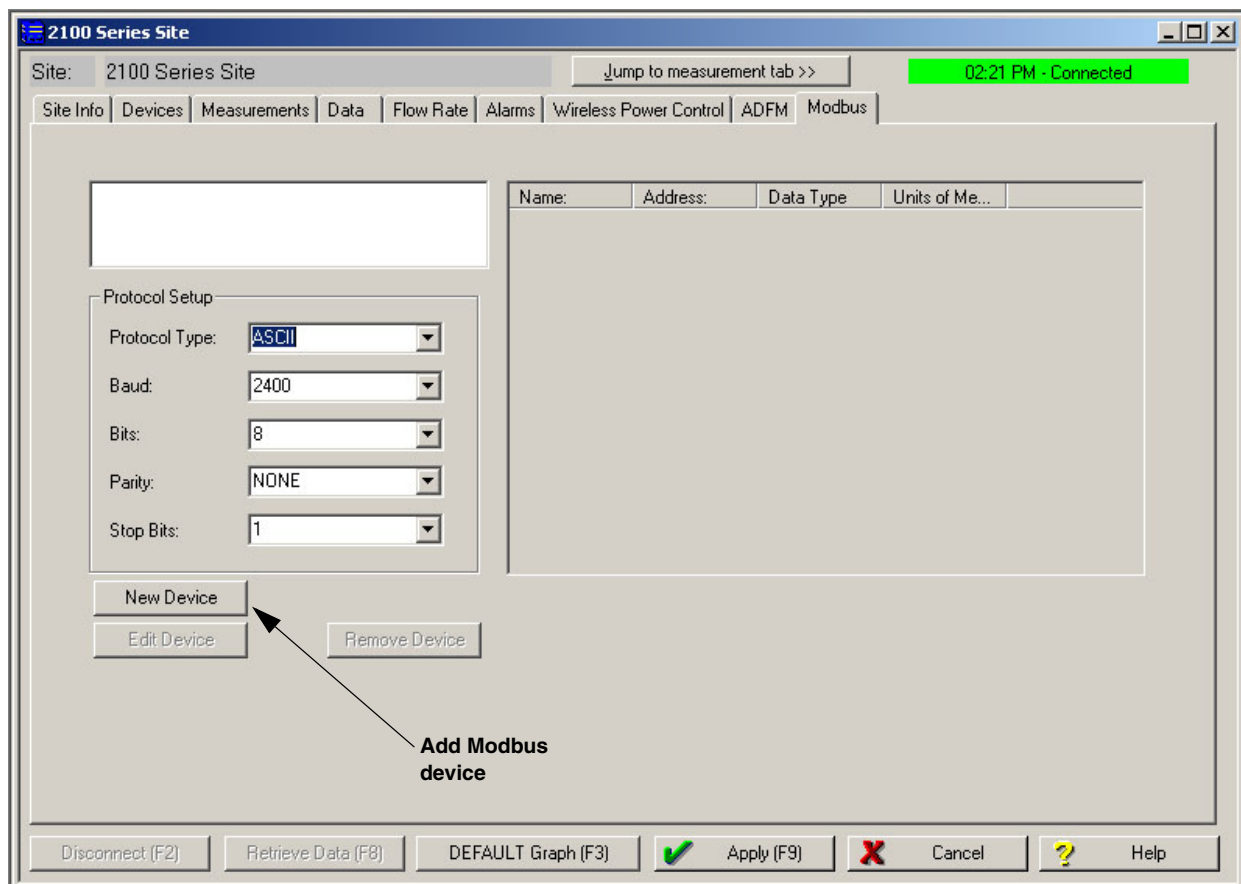 2100 Series Site
Site: 2100 Series Site Jump to measurement tab >> 02:21 PM - Connected
Site Info Devices Measurements Data Flow Rate Alarms Wireless Power Control ADFM Modbus
Name: Address: Data Type Units of Me...
Protocol Setup
Protocol Type: ASCII
Baud: 2400
Bits: 8
Parity: NONE
Stop Bits: 1
New Device
Edit Device Remove Device
Add Modbus
device
Disconnect (F2) Retrieve Data (F8) DEFAULT Graph (F3) Apply (F9) Cancel Help